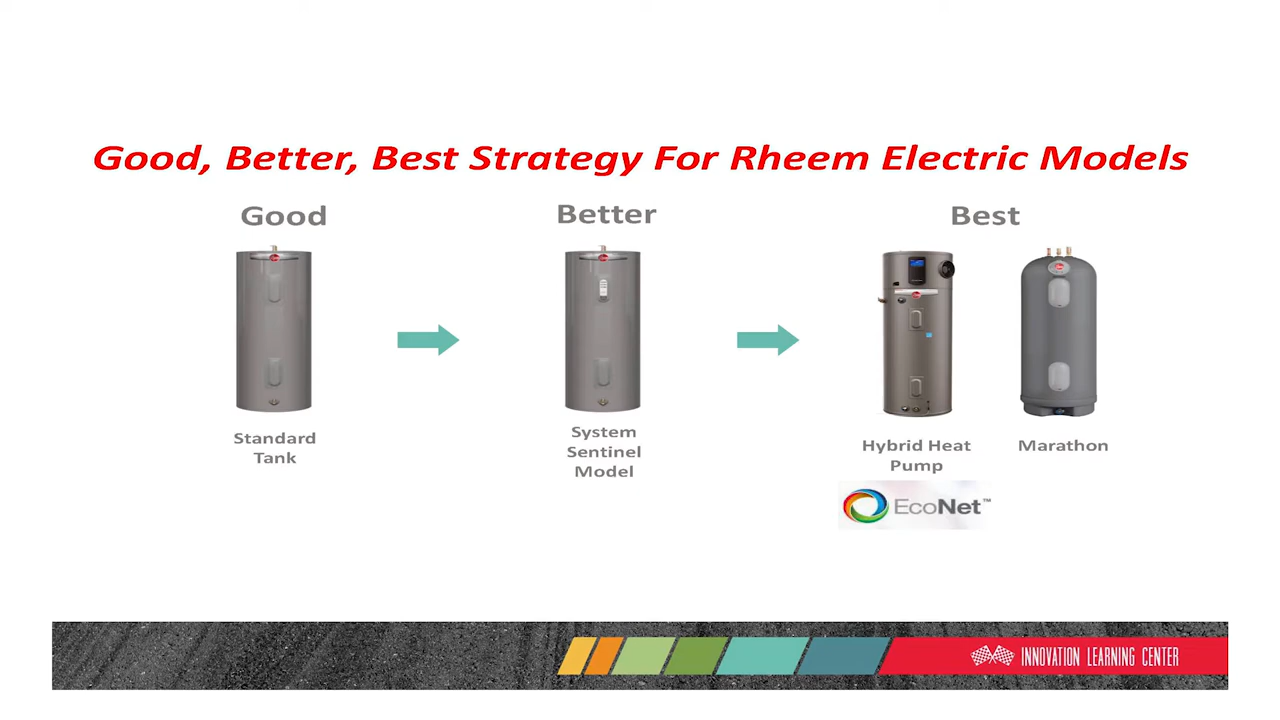 Good, Better, Best Strategy For Rheem Electric Models
Good
Better
Best
Standard
Tank
System
Sentinel
Model
Hybrid Heat
Pump
Marathon
EcoNet™
INNOVATION LEARNING CENTER